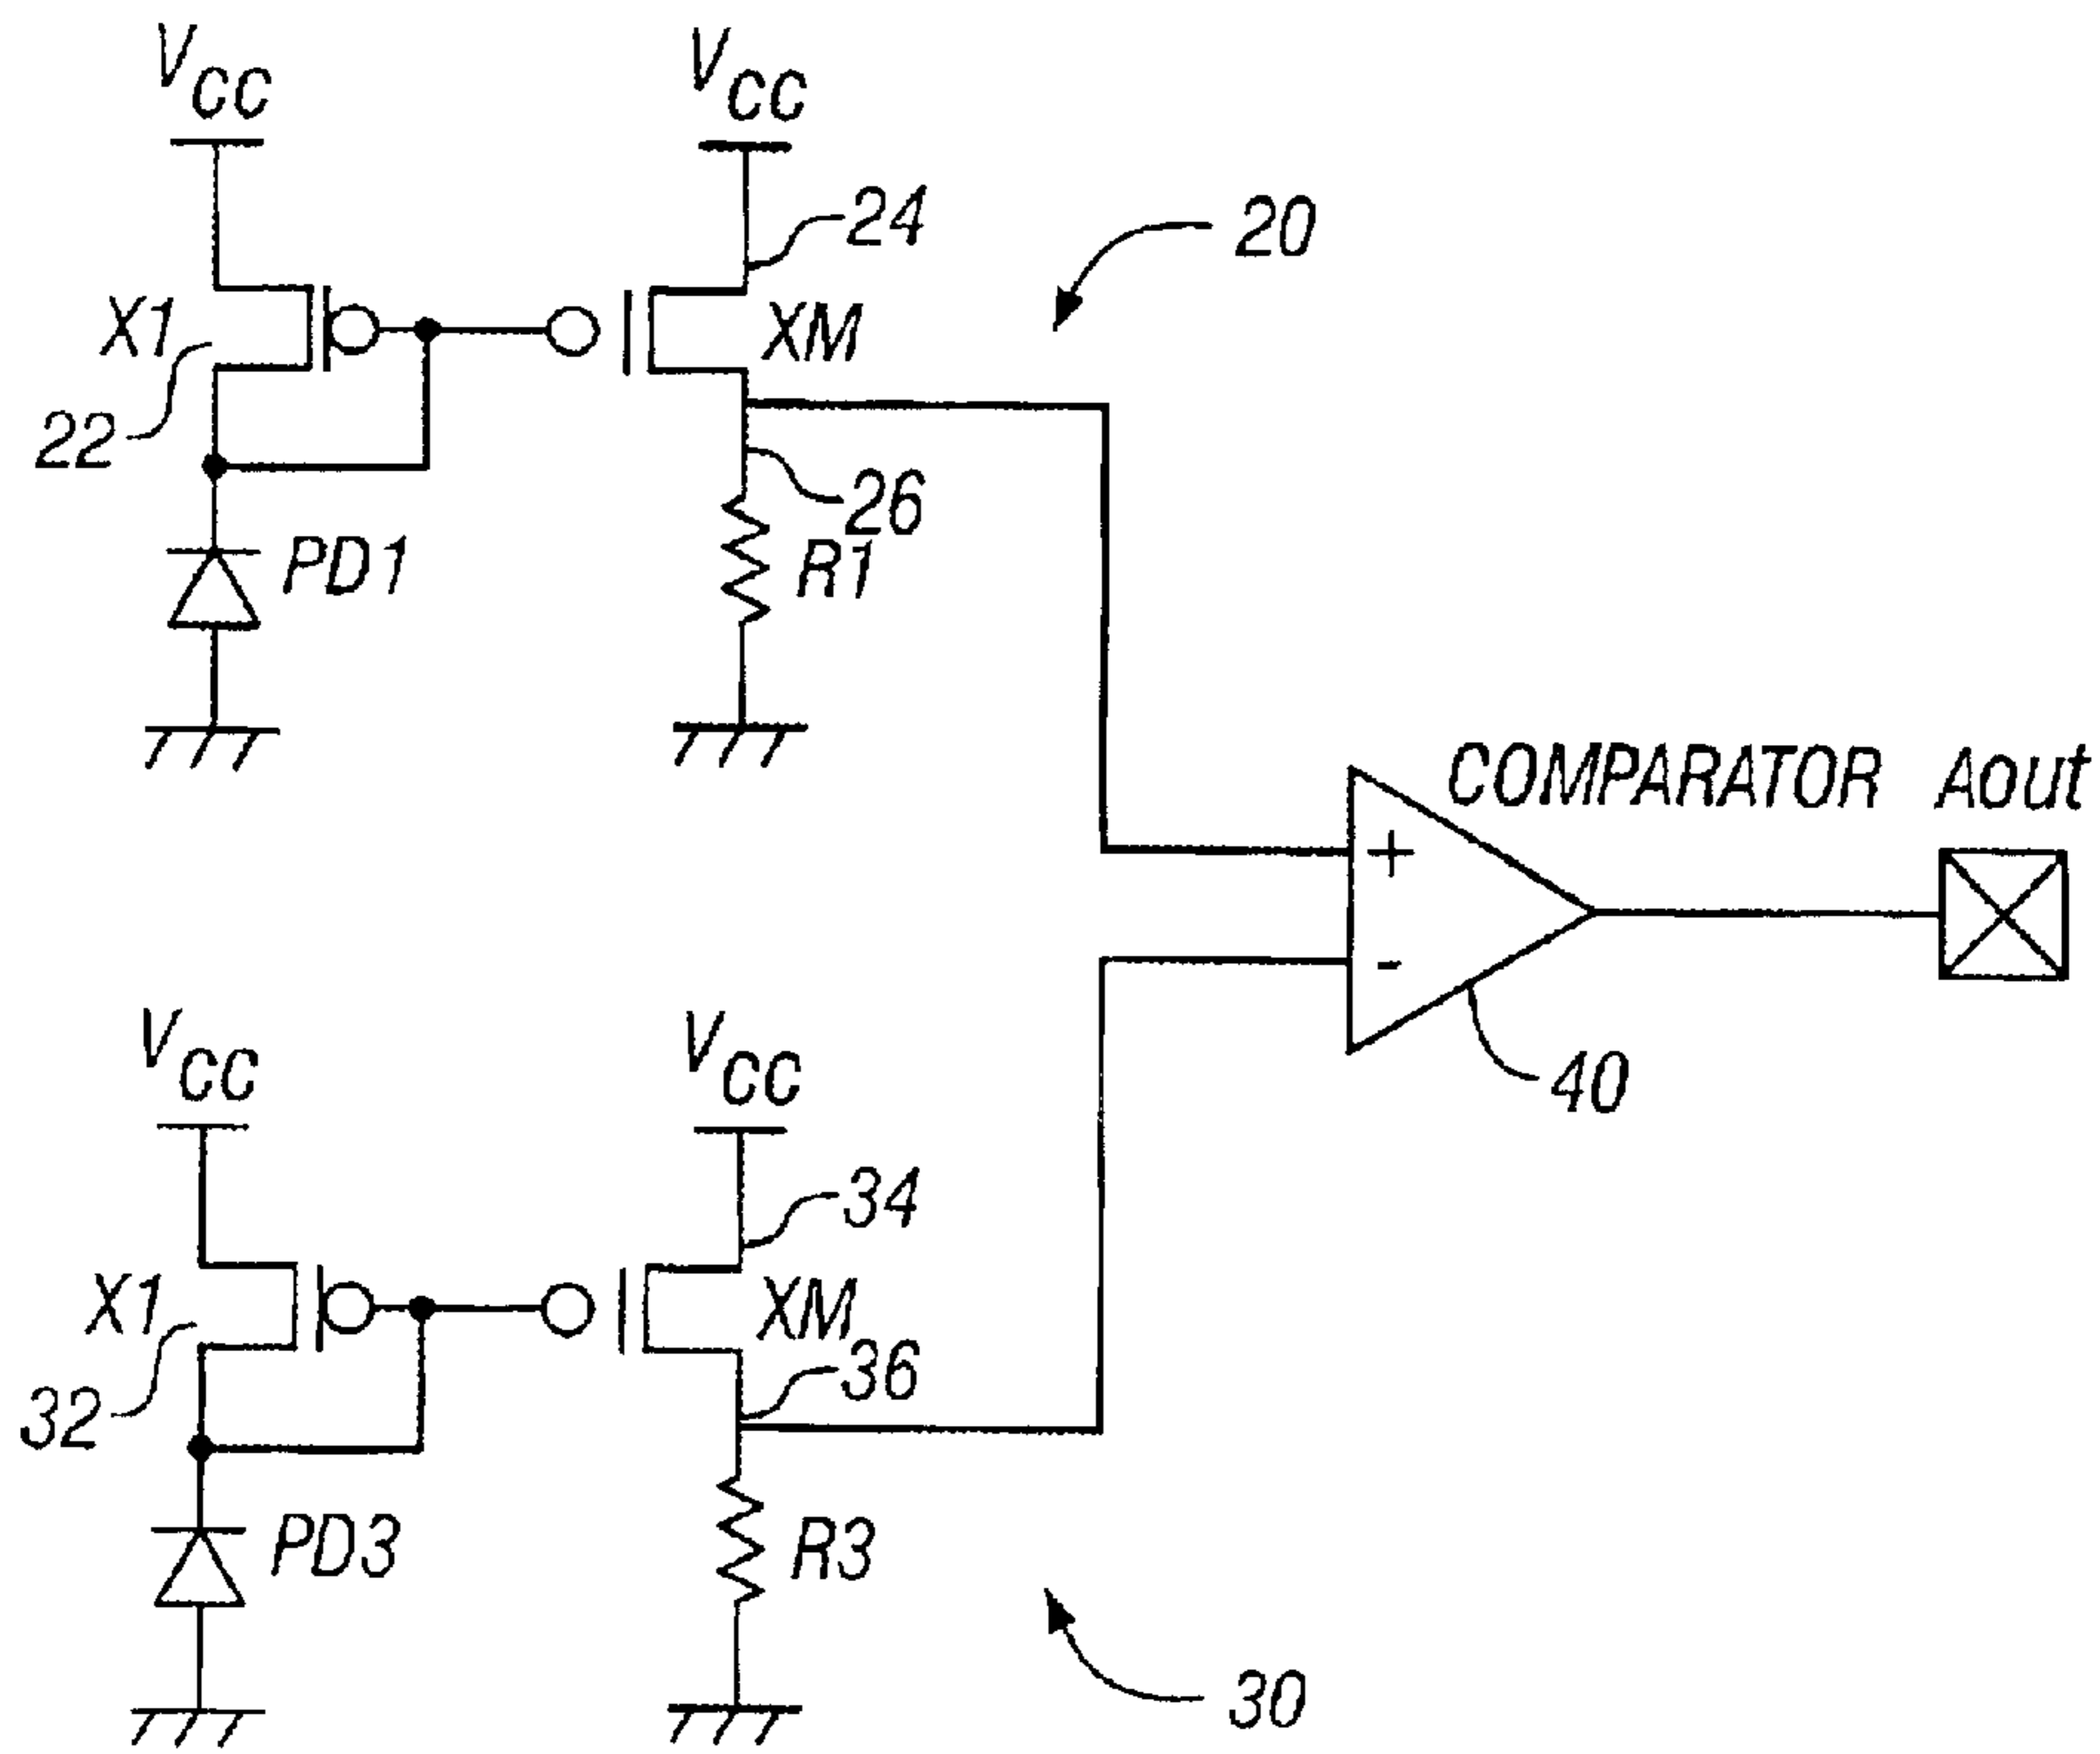 VCC
VCC
24
20
X1
XM
22
26
PD1
R1
COMPARATOR
Aout
+
-
40
VCC
VCC
34
X1
XM
36
32
PD3
R3
30